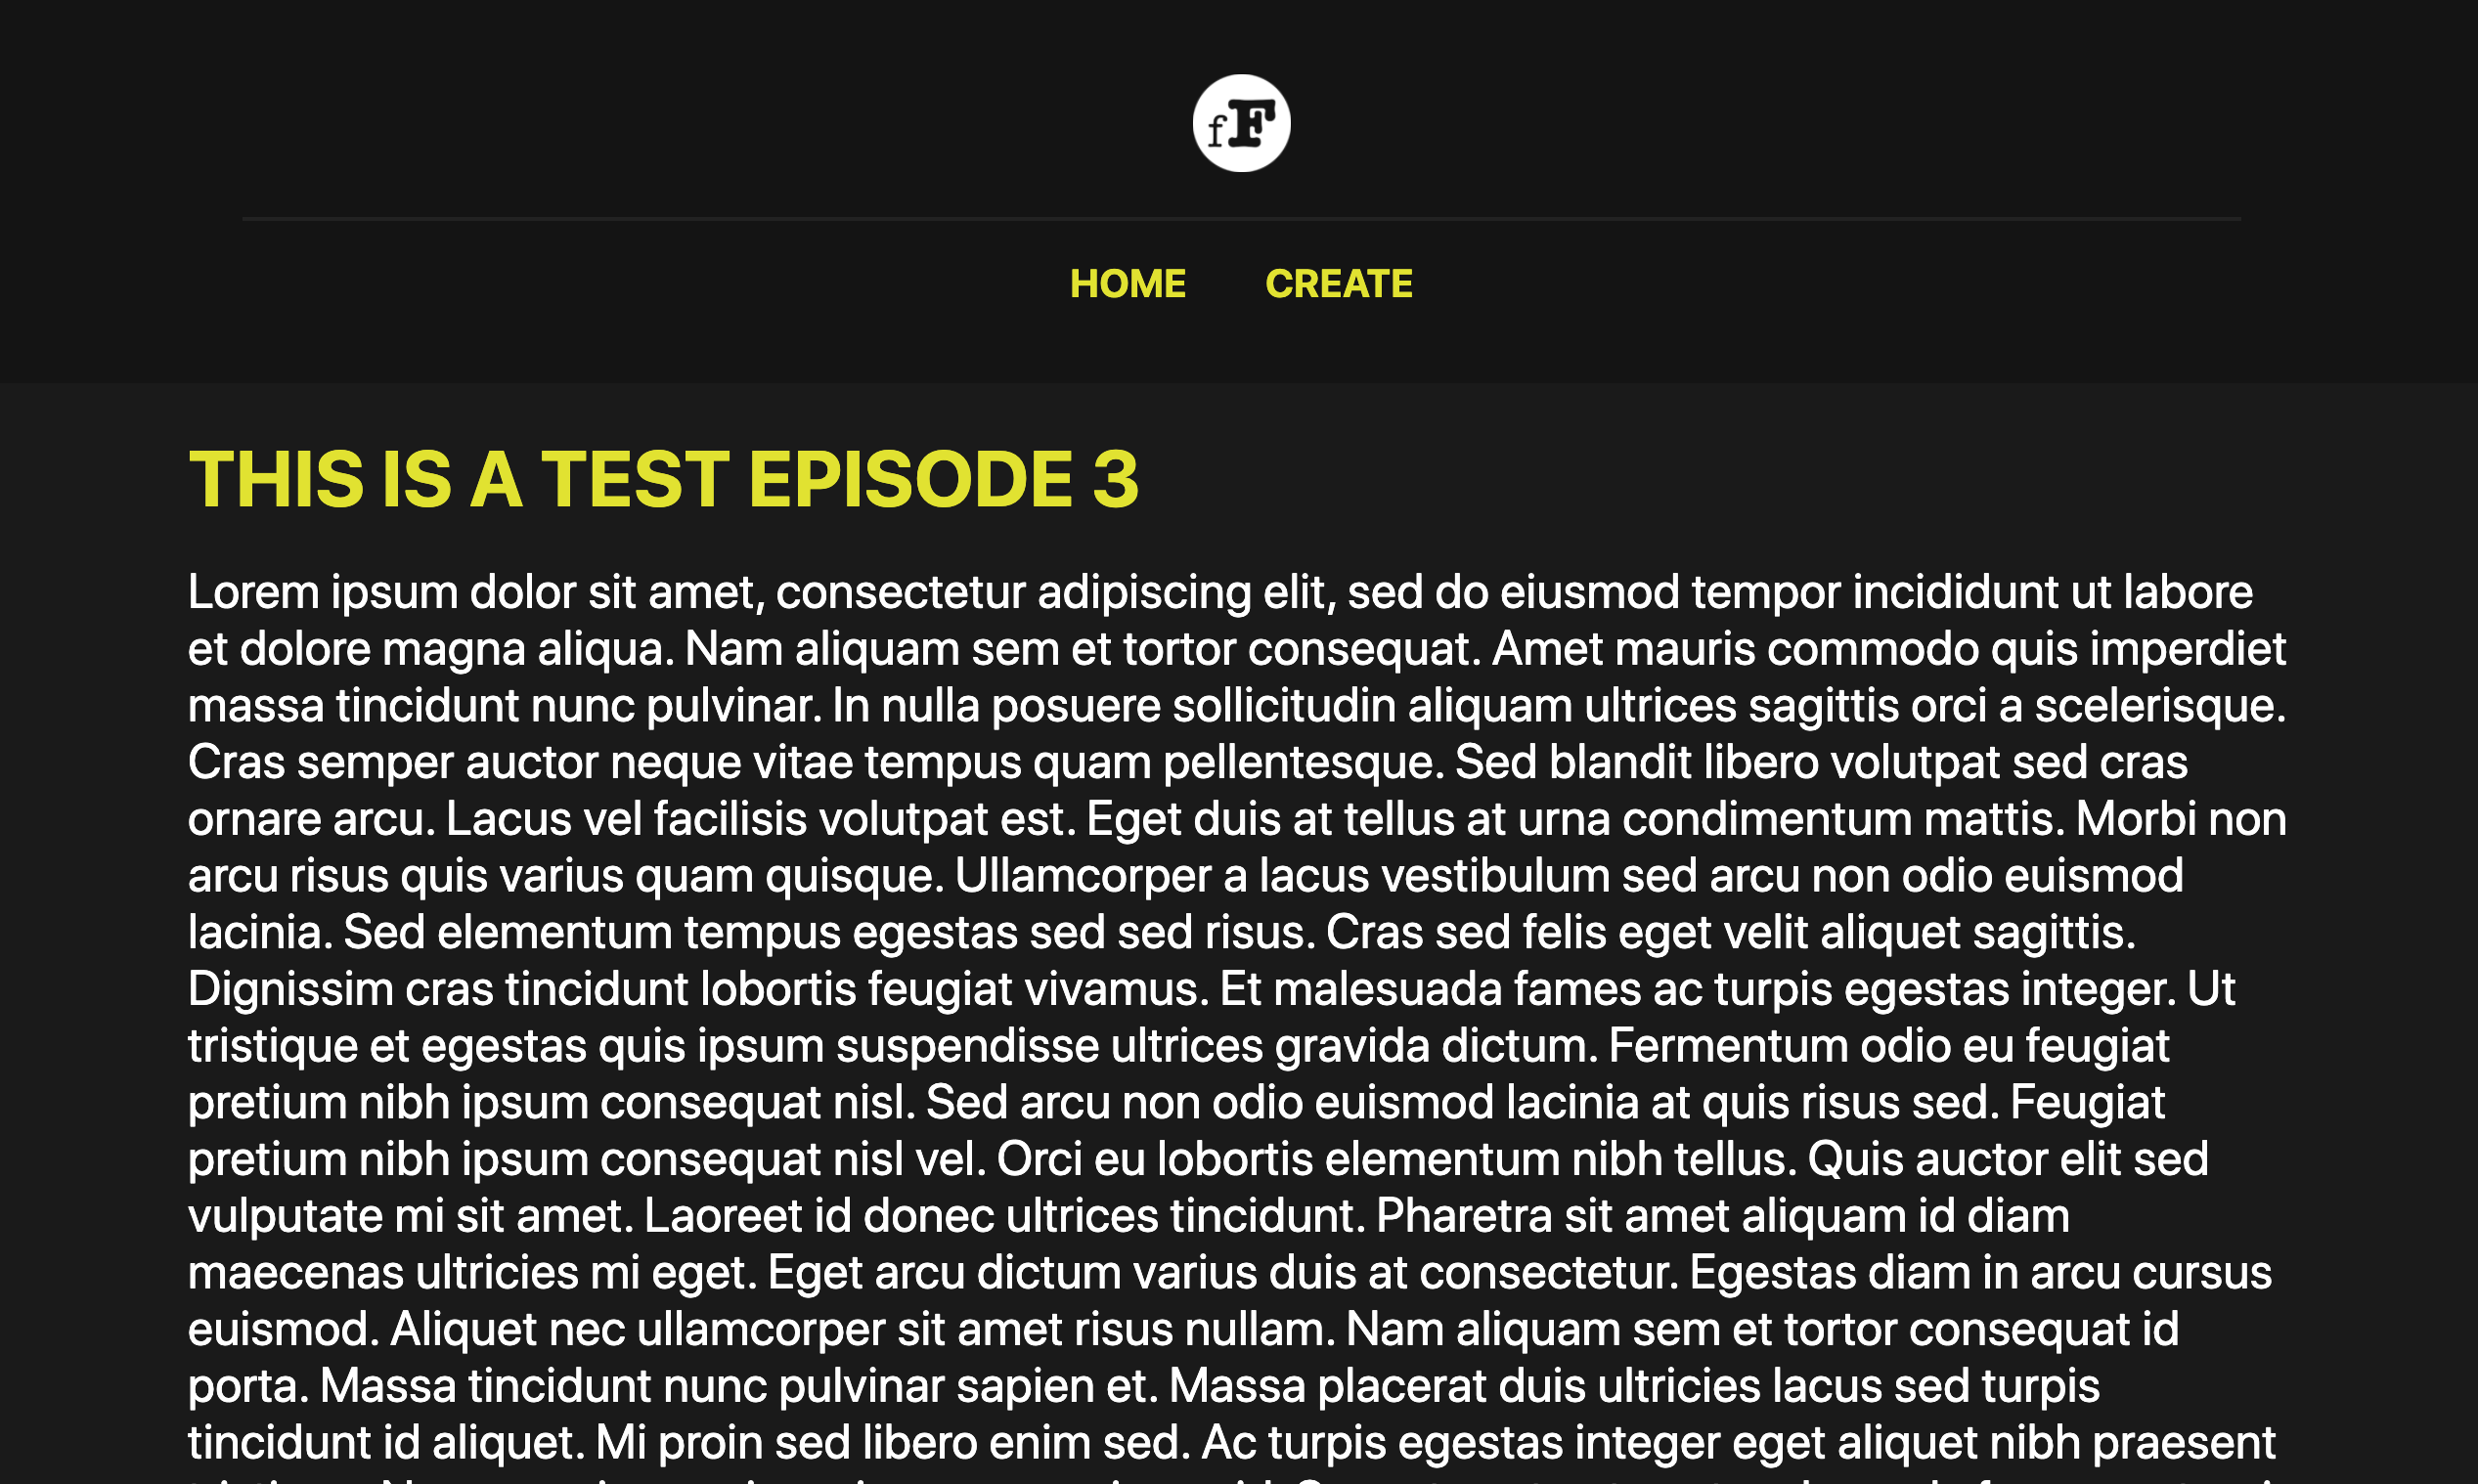 fF
HOME CREATE
THIS IS A TEST EPISODE 3
Lorem ipsum dolor sit amet, consectetur adipiscing elit, sed do eiusmod tempor incididunt ut labore
et dolore magna aliqua. Nam aliquam sem et tortor consequat. Amet mauris commodo quis imperdiet
massa tincidunt nunc pulvinar. In nulla posuere sollicitudin aliquam ultrices sagittis orci a scelerisque.
Cras semper auctor neque vitae tempus quam pellentesque. Sed blandit libero volutpat sed cras
ornare arcu. Lacus vel facilisis volutpat est. Eget duis at tellus at urna condimentum mattis. Morbi non
arcu risus quis varius quam quisque. Ullamcorper a lacus vestibulum sed arcu non odio euismod
lacinia. Sed elementum tempus egestas sed sed risus. Cras sed felis eget velit aliquet sagittis.
Dignissim cras tincidunt lobortis feugiat vivamus. Et malesuada fames ac turpis egestas integer. Ut
tristique et egestas quis ipsum suspendisse ultrices gravida dictum. Fermentum odio eu feugiat
pretium nibh ipsum consequat nisl. Sed arcu non odio euismod lacinia at quis risus sed. Feugiat
pretium nibh ipsum consequat nisl vel. Orci eu lobortis elementum nibh tellus. Quis auctor elit sed
vulputate mi sit amet. Laoreet id donec ultrices tincidunt. Pharetra sit amet aliquam id diam
maecenas ultricies mi eget. Eget arcu dictum varius duis at consectetur. Egestas diam in arcu cursus
euismod. Aliquet nec ullamcorper sit amet risus nullam. Nam aliquam sem et tortor consequat id
porta. Massa tincidunt nunc pulvinar sapien et. Massa placerat duis ultricies lacus sed turpis
tincidunt id aliquet. Mi proin sed libero enim sed. Ac turpis egestas integer eget aliquet nibh praesent